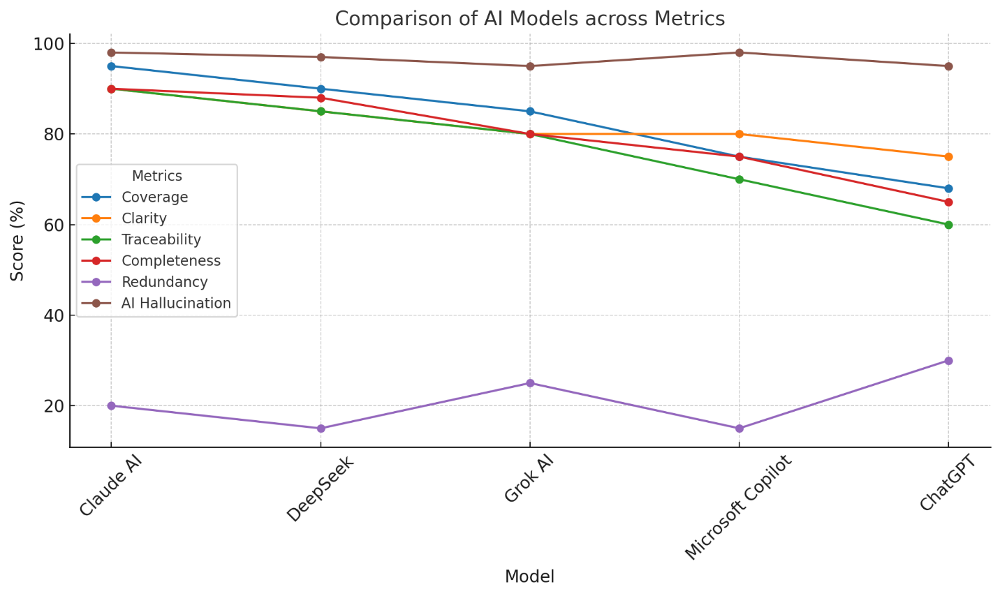 Comparison of AI Models across Metrics
100
80
60
40
20
Score (%)
Metrics
Coverage
Clarity
Traceability
Completeness
Redundancy
AI Hallucination
Claude AI
DeepSeek
Grok AI
Microsoft Copilot
ChatGPT
Model